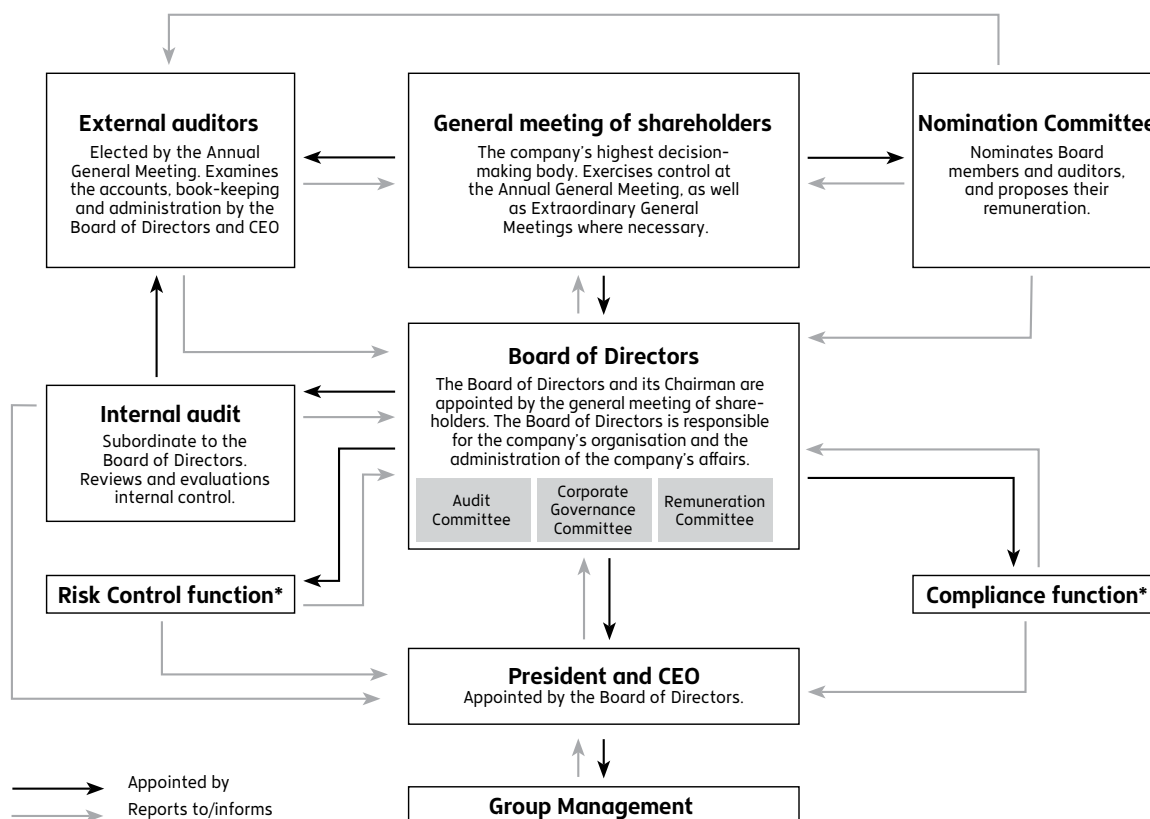 External auditors
Elected by the Annual
General Meeting. Examines
the accounts, book-keeping
and administration by the
Board of Directors and CEO
General meeting of shareholders
The company's highest decision-
making body. Exercises control at
the Annual General Meeting, as well
as Extraordinary General
Meetings where necessary.
Nomination Committee
Nominates Board
members and auditors,
and proposes their
remuneration.
Board of Directors
The Board of Directors and its Chairman are
appointed by the general meeting of share-
holders. The Board of Directors is responsible
for the company's organisation and the
administration of the company's affairs.
Audit
Committee
Corporate
Governance
Committee
Remuneration
Committee
Internal audit
Subordinate to the
Board of Directors.
Reviews and evaluations
internal control.
Risk Control function*
Compliance function*
President and CEO
Appointed by the Board of Directors.
Appointed by
Reports to/informs
Group Management